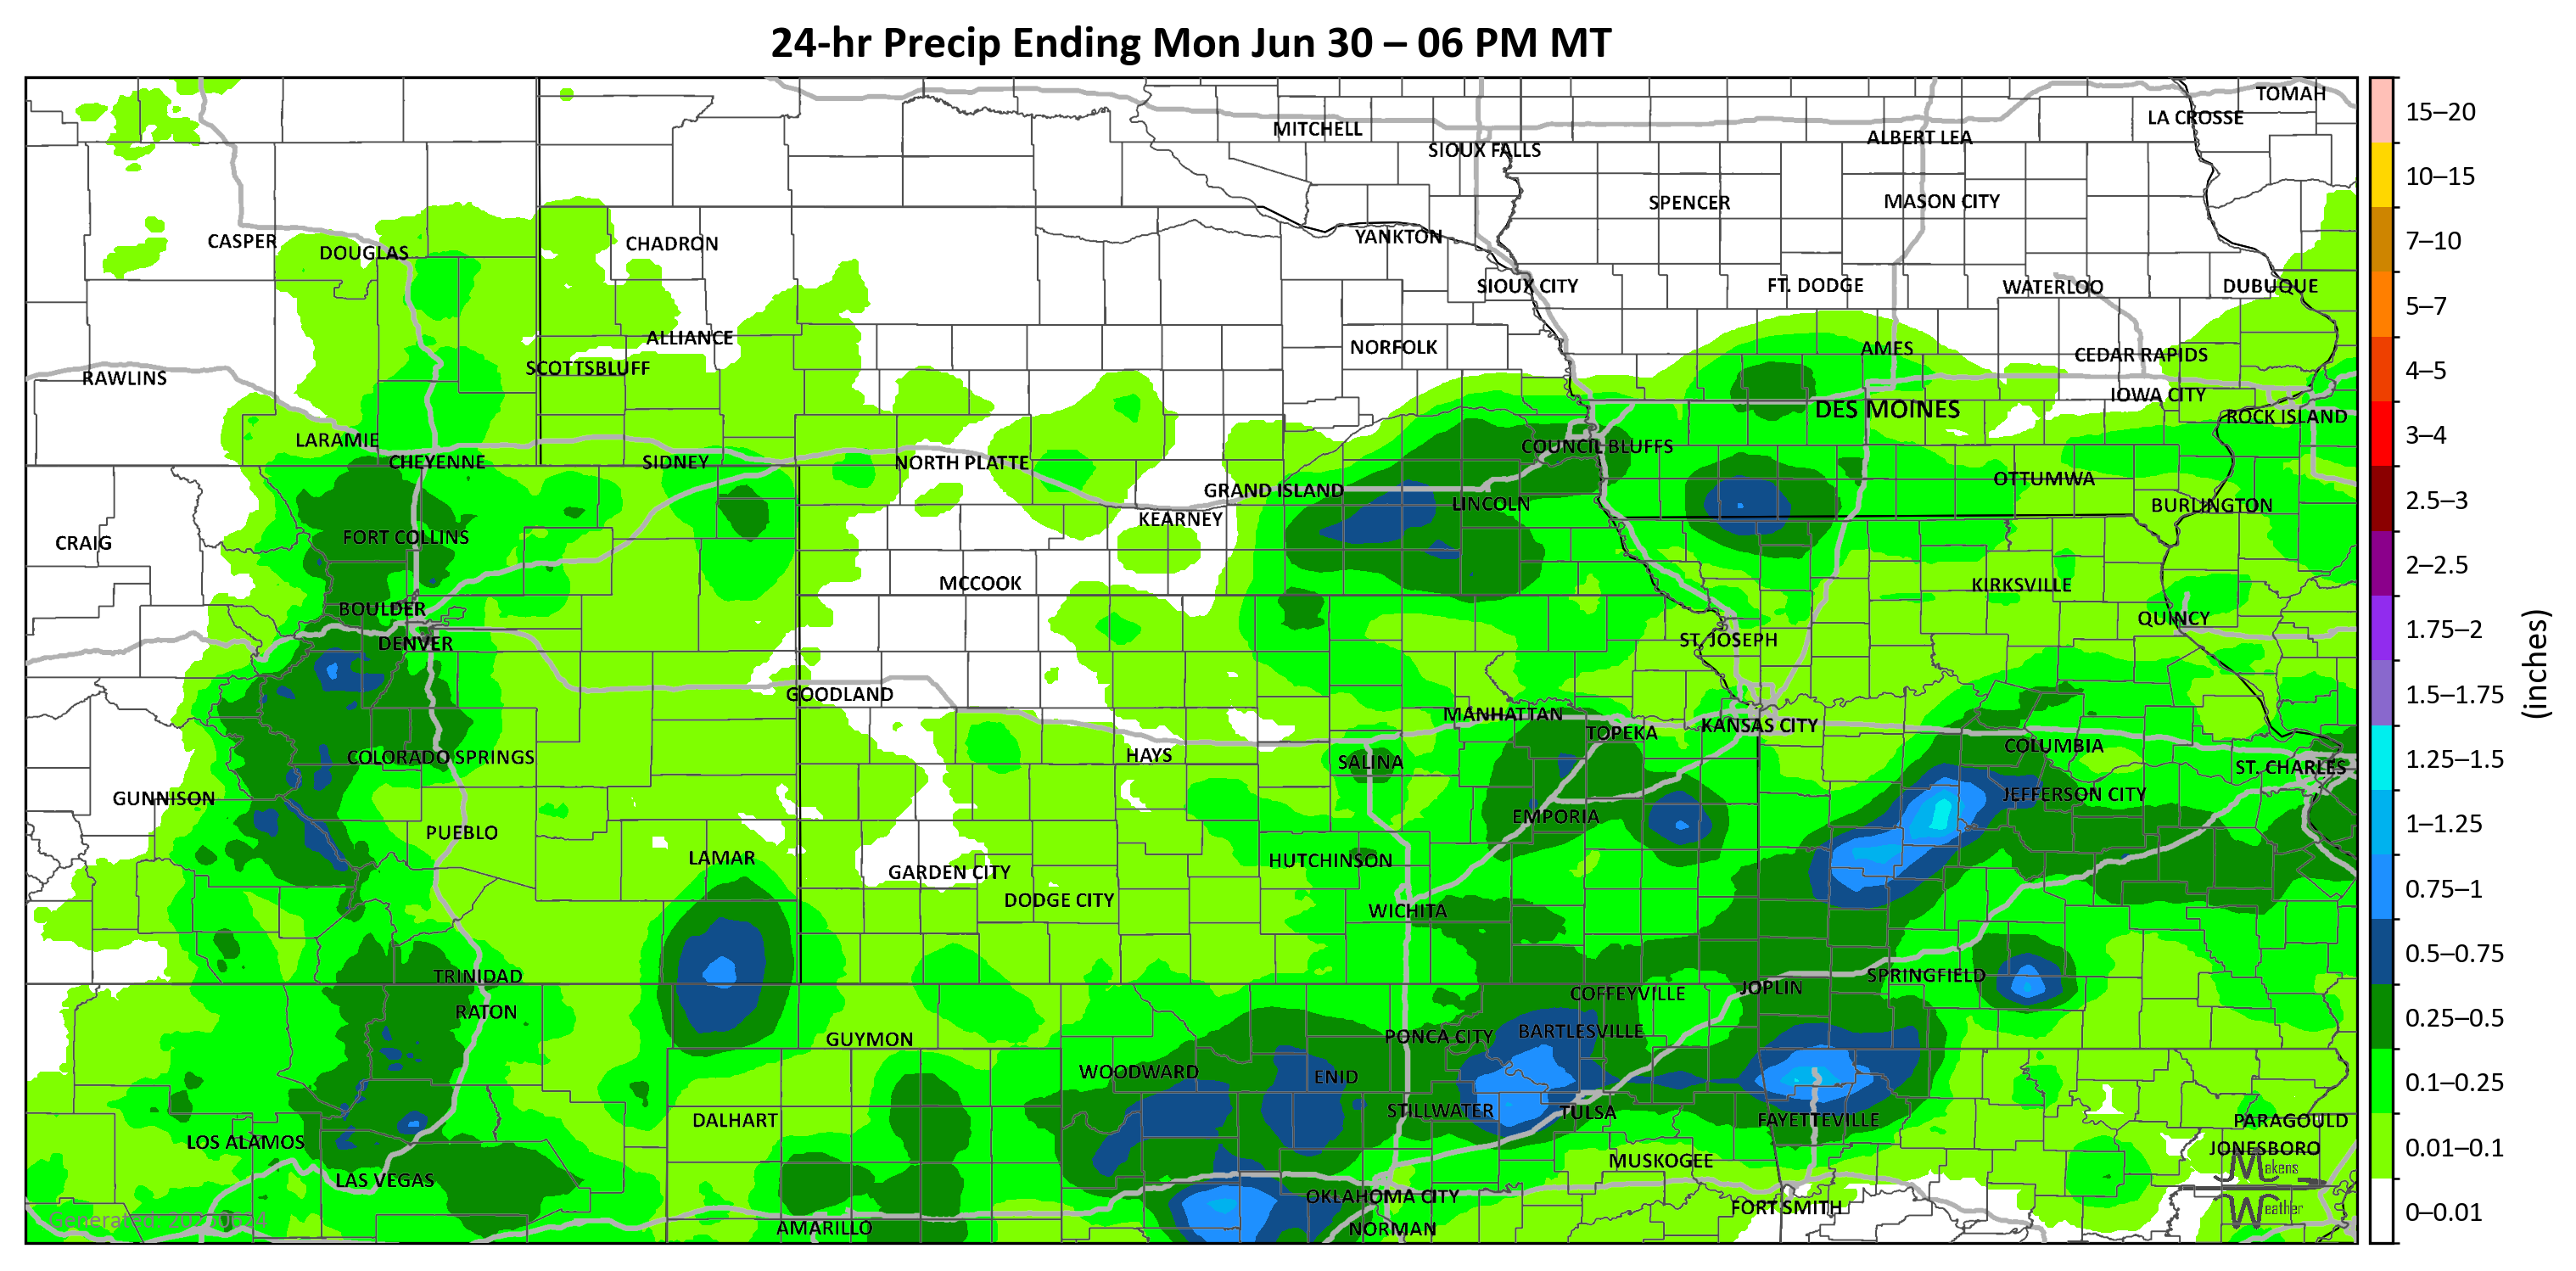 24-hr Precip Ending Mon Jun 30 – 06 PM MT
TOMAH
LA CROSSE
MITCHELL
ALBERT LEA
SIOUX FALLS
SPENCER
MASON CITY
CASPER
DOUGLAS
CHADRON
YANKTON
SIOUX CITY
FT. DODGE
WATERLOO
DUBUQUE
ALLIANCE
NORFOLK
AMES
CEDAR RAPIDS
RAWLINS
SCOTTSBLUFF
IOWA CITY
DES MOINES
ROCK ISLAND
LARAMIE
COUNCIL BLUFFS
CHEYENNE
SIDNEY
NORTH PLATTE
OTTUMWA
GRAND ISLAND
LINCOLN
BURLINGTON
KEARNEY
CRAIG
FORT COLLINS
MCCOOK
KIRKSVILLE
BOULDER
QUINCY
DENVER
ST. JOSEPH
GOODLAND
MANHATTAN
TOPEKA
KANSAS CITY
COLORADO SPRINGS
HAYS
SALINA
COLUMBIA
ST. CHARLES
GUNNISON
JEFFERSON CITY
PUEBLO
EMPORIA
LAMAR
HUTCHINSON
GARDEN CITY
DODGE CITY
WICHITA
TRINIDAD
SPRINGFIELD
RATON
COFFEYVILLE
JOPLIN
GUYMON
PONCA CITY
BARTLESVILLE
WOODWARD
ENID
DALHART
STILLWATER
TULSA
FAYETTEVILLE
PARAGOULD
LOS ALAMOS
JONESBORO
LAS VEGAS
MUSKOGEE
OKLAHOMA CITY
FORT SMITH
AMARILLO
NORMAN
Makens
Weather
15–20
10–15
7–10
5–7
4–5
3–4
2.5–3
2–2.5
1.75–2
1.5–1.75
1.25–1.5
1–1.25
0.75–1
0.5–0.75
0.25–0.5
0.1–0.25
0.01–0.1
0–0.01
(inches)
Generated: